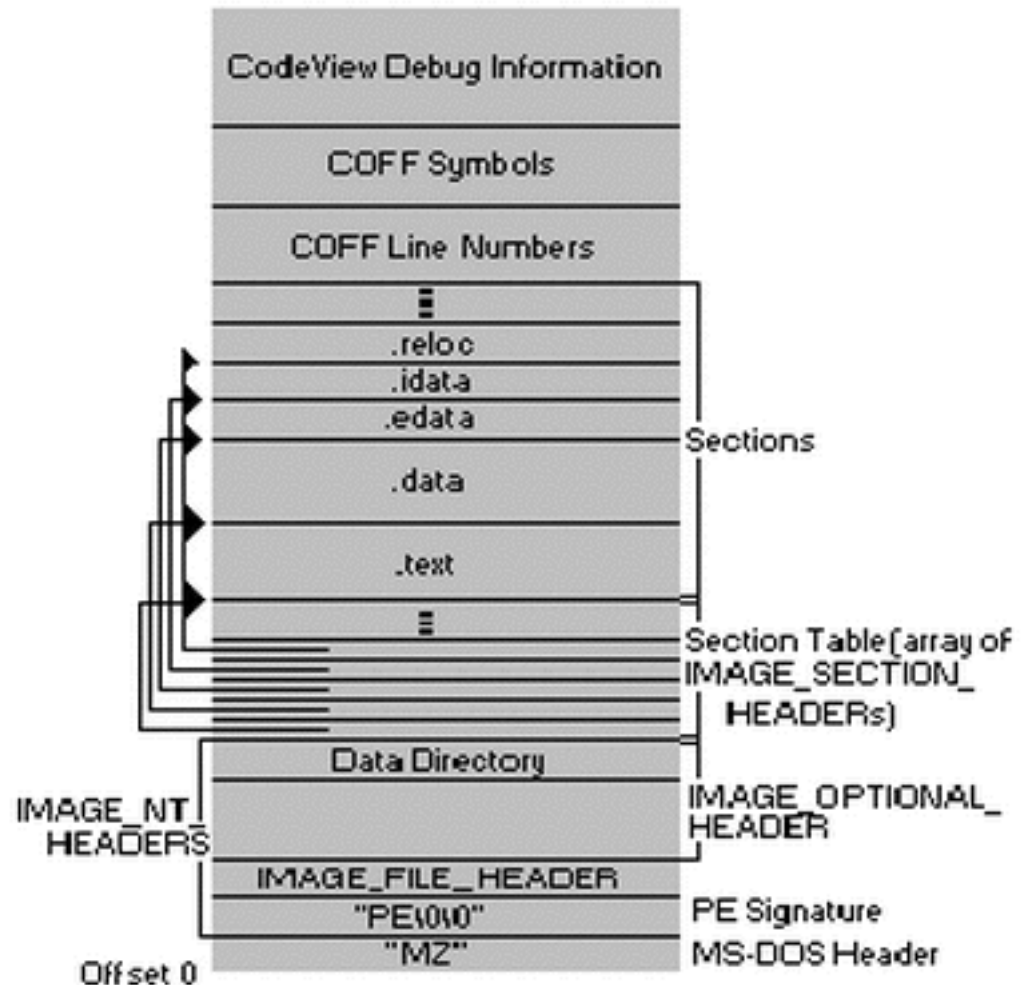 CodeView Debug Information
COFF Symbols
COFF Line Numbers
.reloc
.idata
.edata
Sections
.data
.text
Section Table (array of
IMAGE_SECTION_
HEADERs)
Data Directory
IMAGE_NT_
HEADERS
IMAGE_OPTIONAL_
HEADER
IMAGE_FILE_HEADER
"PE\0\0"
PE Signature
"MZ"
MS-DOS Header
Offset 0